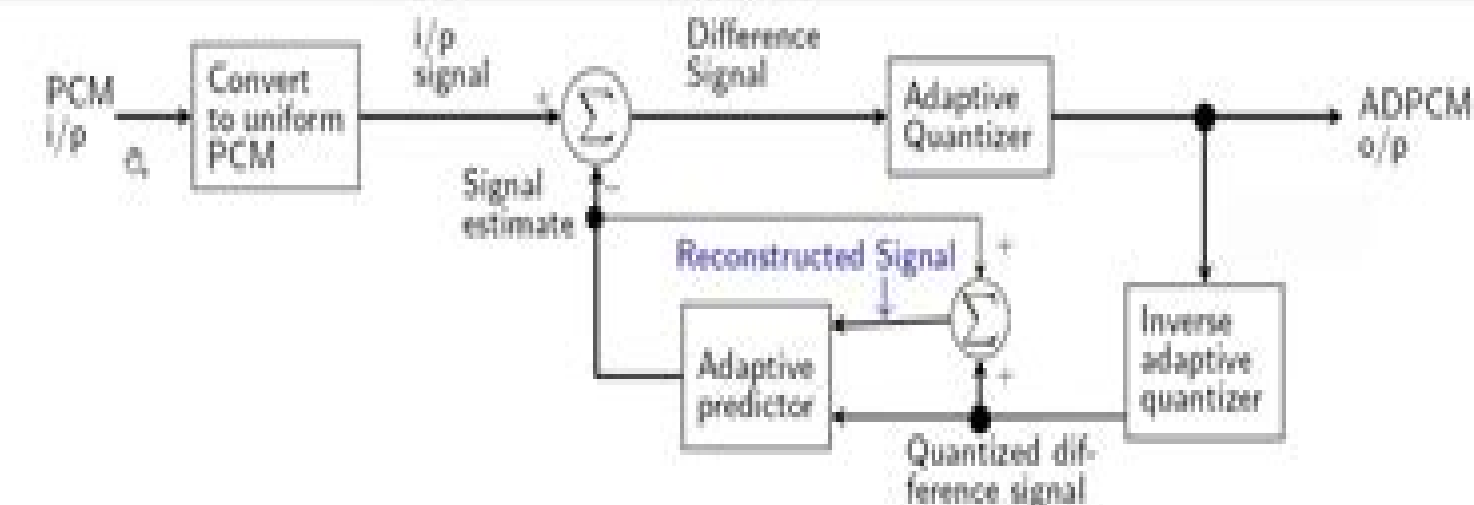 PCM
i/p
Convert
to uniform
PCM
i/p
signal
+
Σ
Difference
Signal
Adaptive
Quantizer
ADPCM
o/p
Signal
estimate
−
Reconstructed Signal
+
Σ
+
Adaptive
predictor
Inverse
adaptive
quantizer
Quantized dif-
ference signal